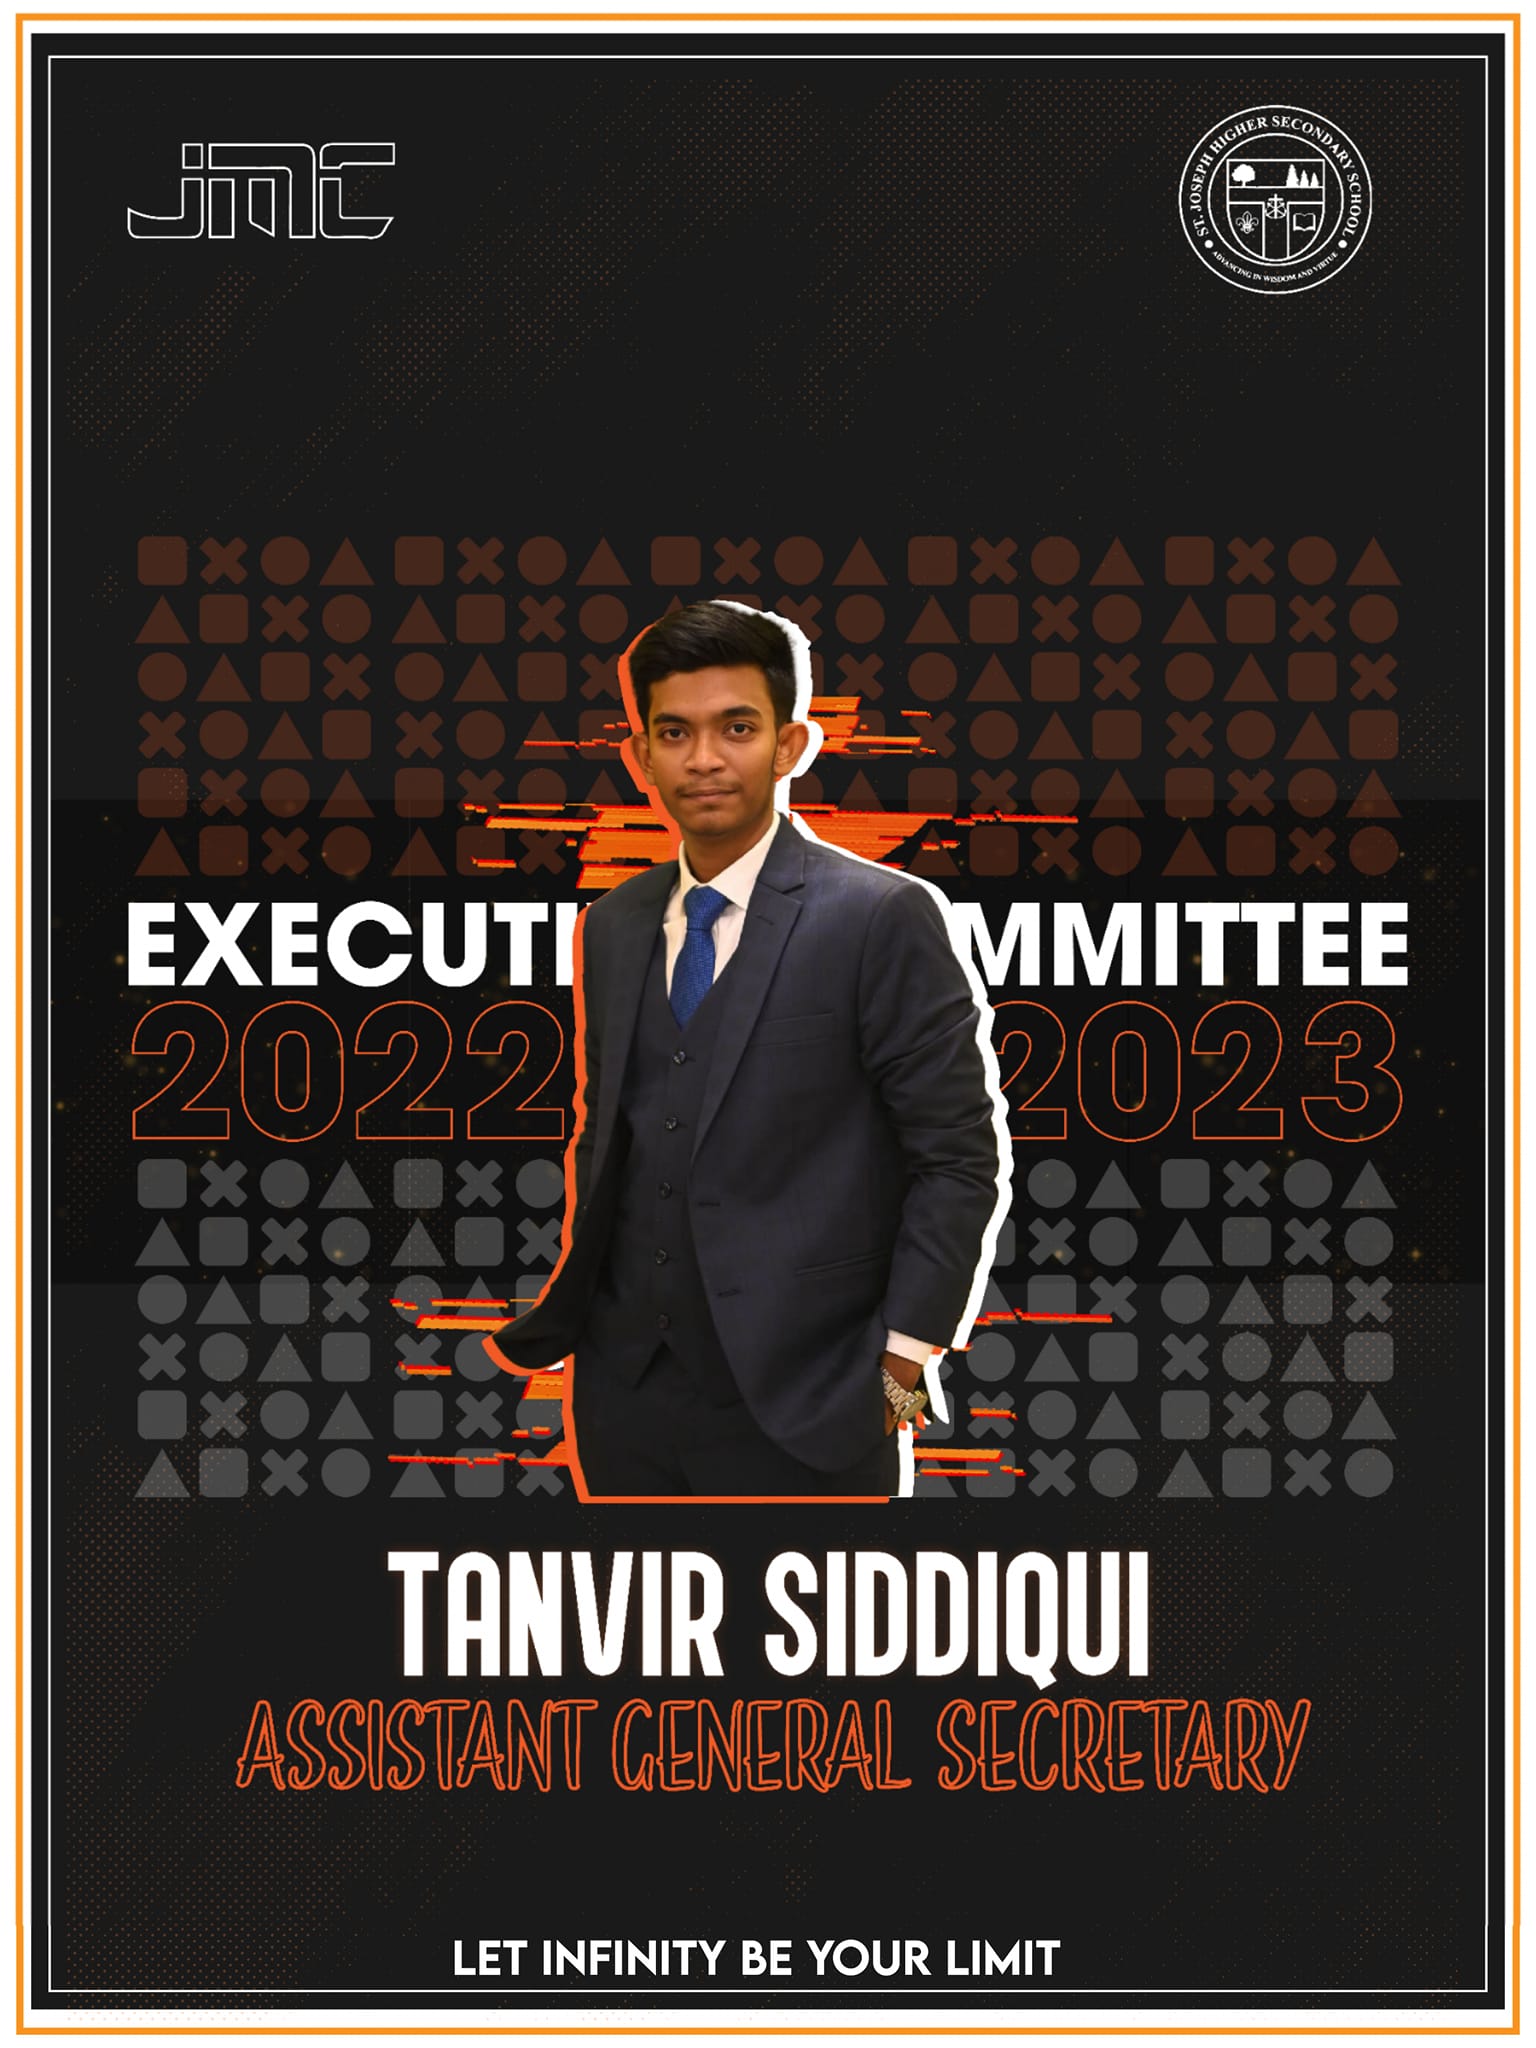 JMC
ST. JOSEPH HIGHER SECONDARY SCHOOL
ADVANCING IN WISDOM AND VIRTUE
EXECUTI MMITTEE
2022 2023
TANVIR SIDDIQUI
ASSISTANT GENERAL SECRETARY
LET INFINITY BE YOUR LIMIT